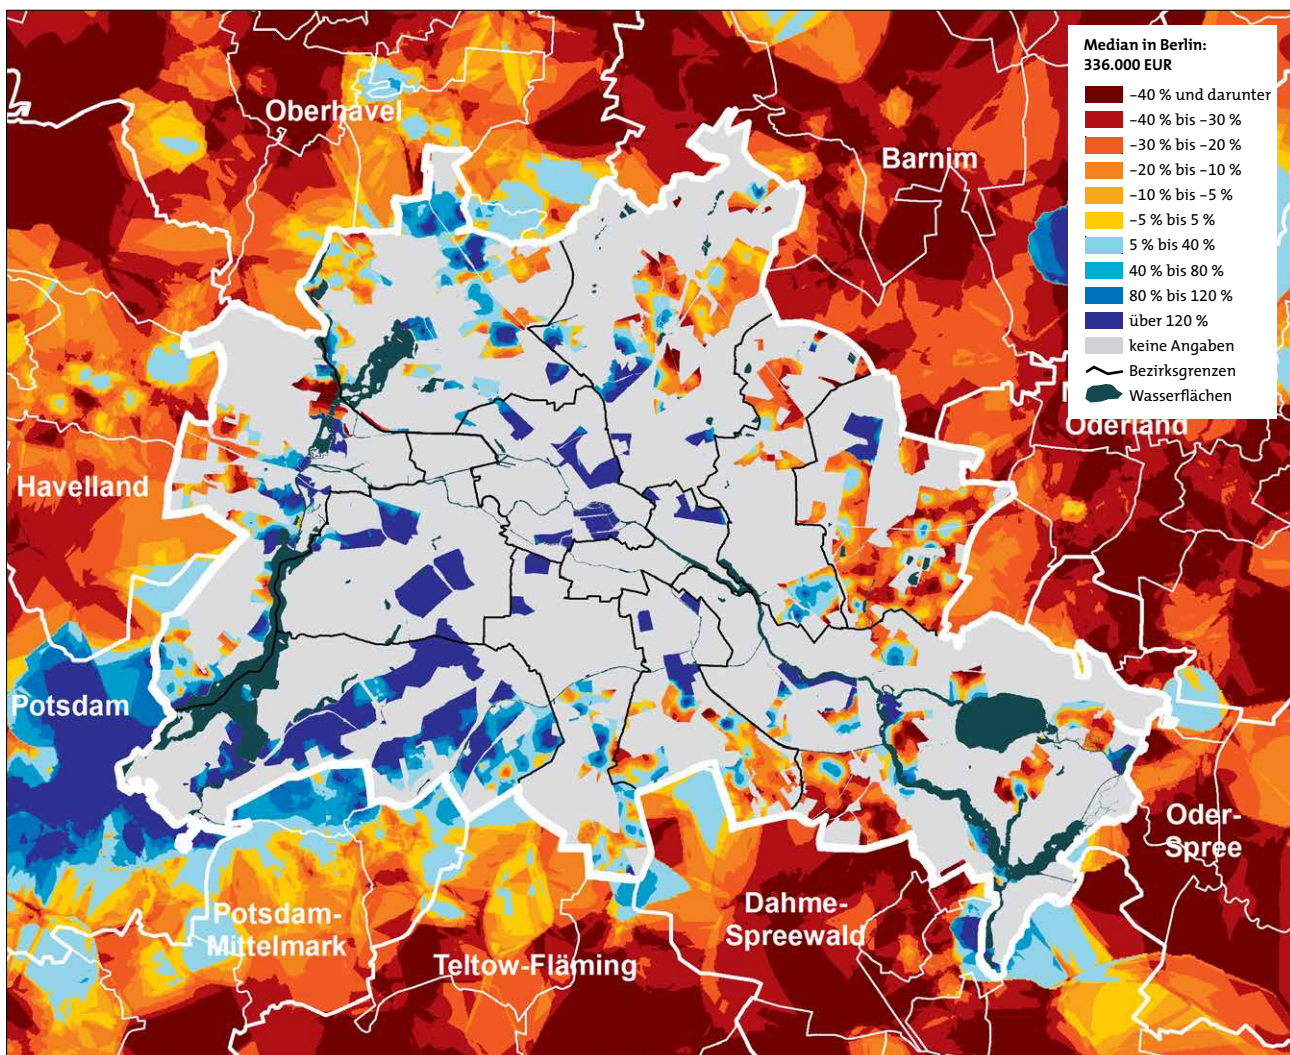 Median in Berlin:
336.000 EUR
–40 % und darunter
–40 % bis –30 %
–30 % bis –20 %
–20 % bis –10 %
–10 % bis –5 %
–5 % bis 5 %
5 % bis 40 %
40 % bis 80 %
80 % bis 120 %
über 120 %
keine Angaben
Bezirksgrenzen
Wasserflächen
Oberhavel
Barnim
Oderland
Havelland
Potsdam
Oder-
Spree
Potsdam-
Mittelmark
Dahme-
Spreewald
Teltow-Fläming